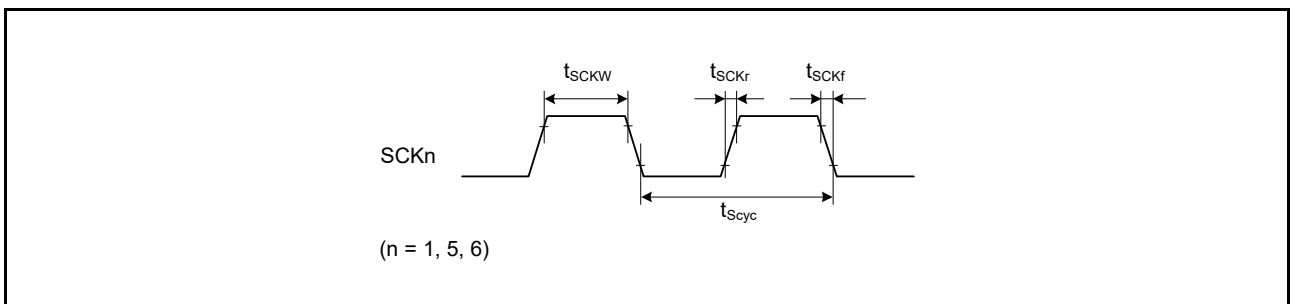 tSCKW
tSCKr
tSCKf
SCKn
tScyc
(n = 1, 5, 6)